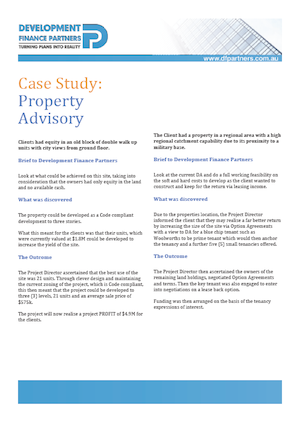 DEVELOPMENT
FINANCE PARTNERS
TURNING PLANS INTO REALITY
www.dfpartners.com.au
Case Study:
Property
Advisory
Clients had equity in an old block of double walk up
units with city views from ground floor.
Brief to Development Finance Partners
Look at what could be achieved on this site, taking into
consideration that the owners had only equity in the land
and no available cash.
What was discovered
The property could be developed as a Code compliant
development to three stories.
What this meant for the clients was that their units, which
were currently valued at $1.8M could be developed to
increase the yield of the site.
The Outcome
The Project Director ascertained that the best use of the
site was 21 units. Through clever design and maintaining
the current zoning of the project, which is Code compliant,
this then meant that the project could be developed to
three (3) levels, 21 units and an average sale price of
$575k.
The project will now realise a project PROFIT of $4.9M for
the clients.
The Client had a property in a regional area with a high
regional catchment capability due to its proximity to a
military base.
Brief to Development Finance Partners
Look at the current DA and do a full working feasibility on
the soft and hard costs to develop as the client wanted to
construct and keep for the return via leasing income.
What was discovered
Due to the properties location, the Project Director
informed the client that they may realise a far better return
by increasing the size of the site via Option Agreements
with a view to DA for a blue chip tenant such as
Woolworths to be prime tenant which would then anchor
the tenancy and a further five (5) small tenancies offered.
The Outcome
The Project Director then ascertained the owners of the
remaining land holdings, negotiated Option Agreements
and terms. Then the key tenant was also engaged to enter
into negotiations on a lease back option.
Funding was then arranged on the basis of the tenancy
expressions of interest.